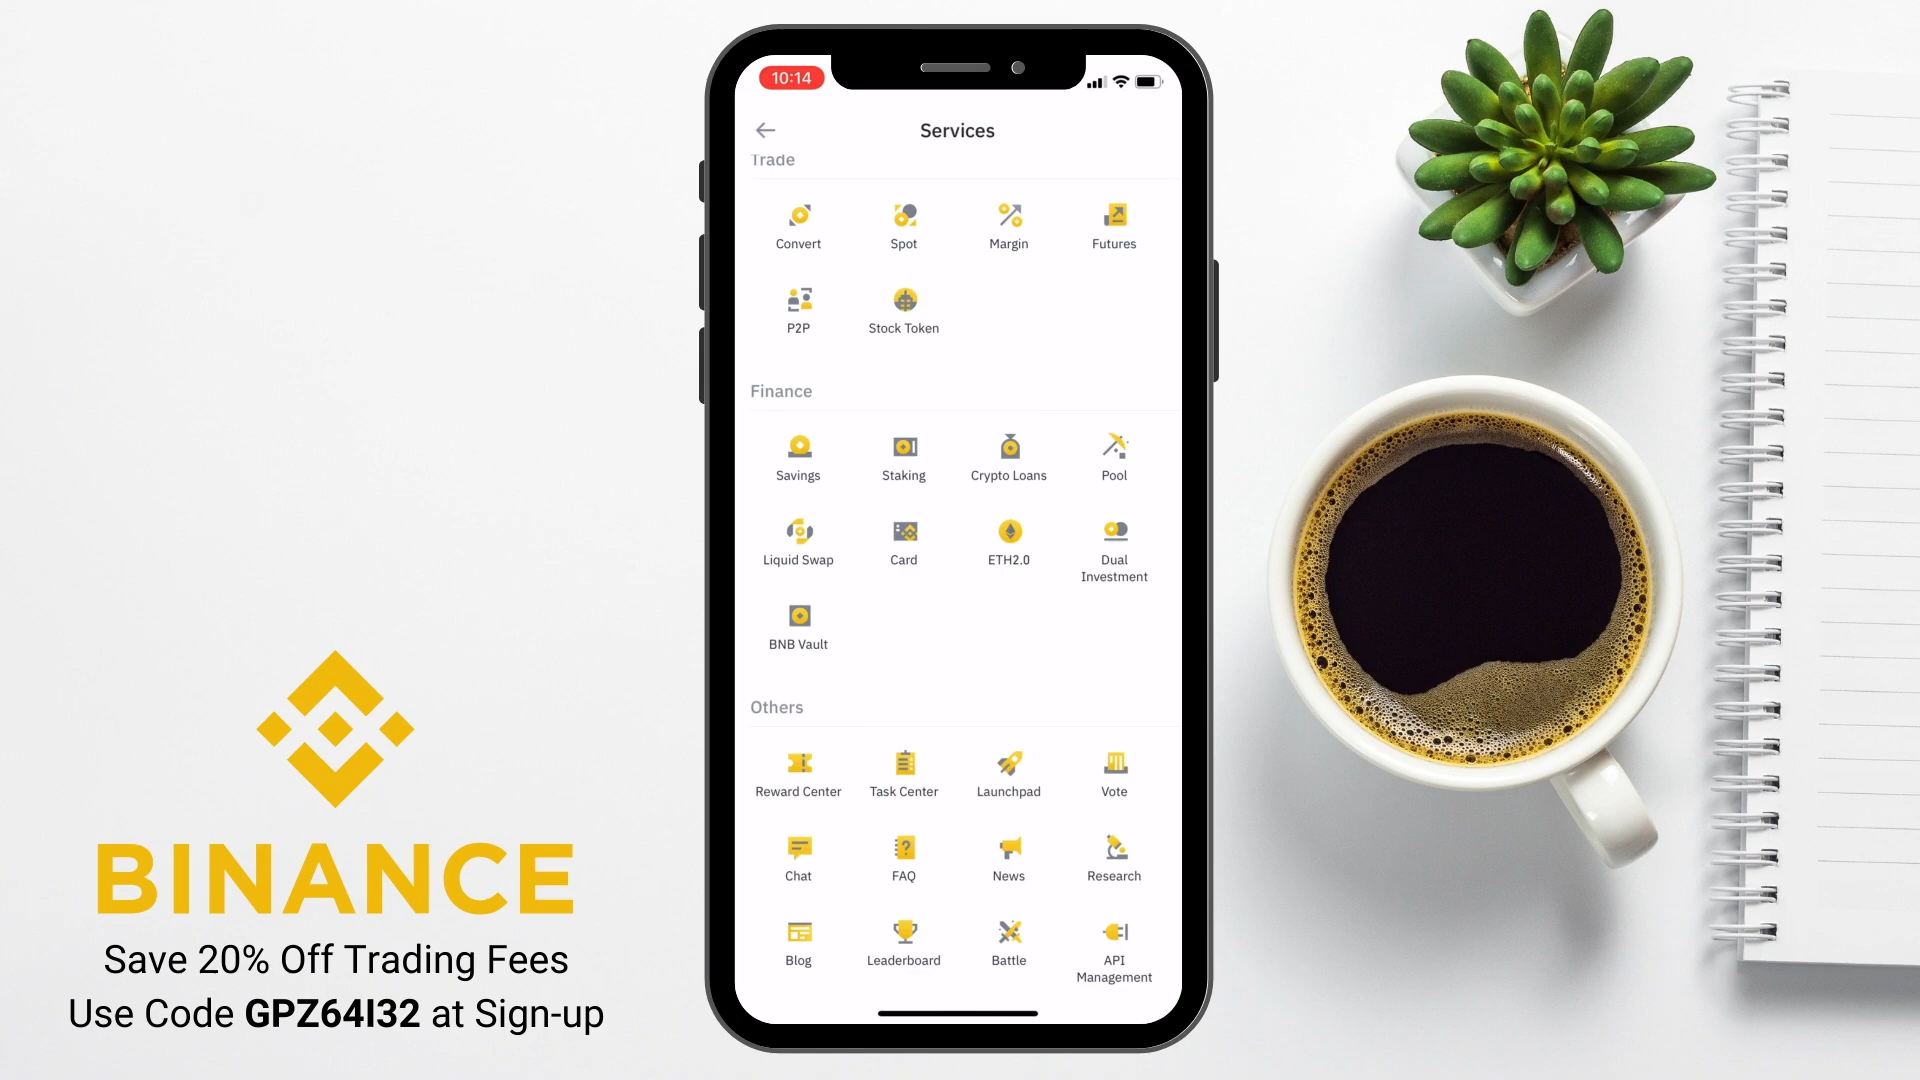 10:14
Services
Trade
Convert
Spot
Margin
Futures
P2P
Stock Token
Finance
Savings
Staking
Crypto Loans
Pool
Liquid Swap
Card
ETH2.0
Dual
Investment
BNB Vault
Others
Reward Center
Task Center
Launchpad
Vote
Chat
FAQ
News
Research
Blog
Leaderboard
Battle
API
Management
BINANCE
Save 20% Off Trading Fees
Use Code GPZ64I32 at Sign-up